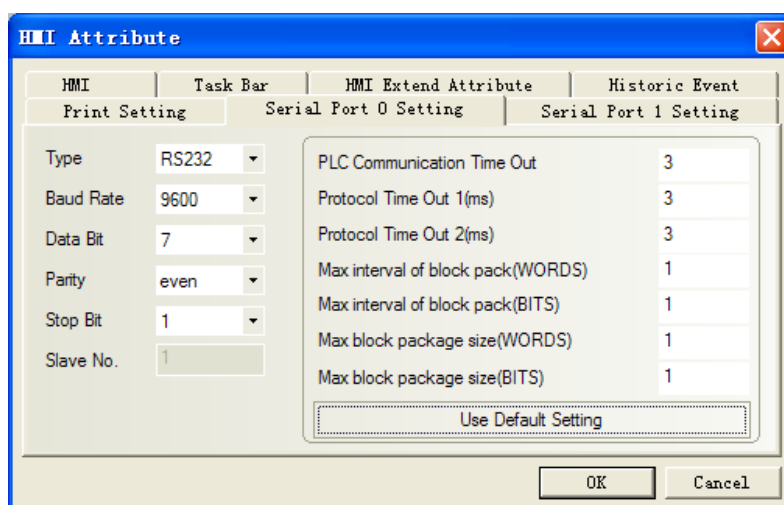 HMI Attribute
HMI Task Bar HMI Extend Attribute Historic Event
Print Setting Serial Port 0 Setting Serial Port 1 Setting
Type RS232
Baud Rate 9600
Data Bit 7
Parity even
Stop Bit 1
Slave No. 1
PLC Communication Time Out 3
Protocol Time Out 1(ms) 3
Protocol Time Out 2(ms) 3
Max interval of block pack(WORDS) 1
Max interval of block pack(BITS) 1
Max block package size(WORDS) 1
Max block package size(BITS) 1
Use Default Setting
OK Cancel